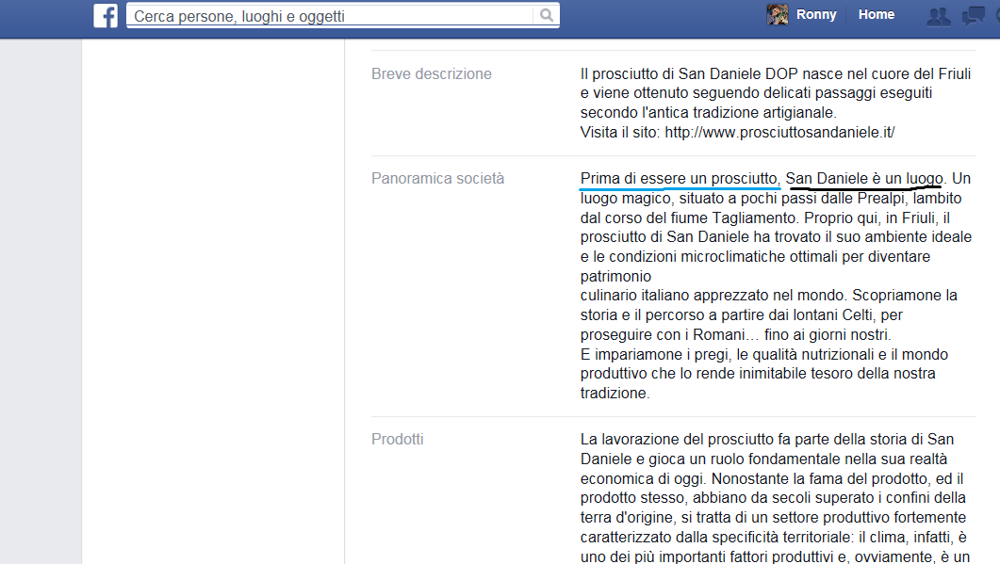 f
Cerca persone, luoghi e oggetti
Ronny
Home
Breve descrizione
Il prosciutto di San Daniele DOP nasce nel cuore del Friuli
e viene ottenuto seguendo delicati passaggi eseguiti
secondo l'antica tradizione artigianale.
Visita il sito: http://www.prosciuttosandaniele.it/
Panoramica società
Prima di essere un prosciutto, San Daniele è un luogo. Un
luogo magico, situato a pochi passi dalle Prealpi, lambito
dal corso del fiume Tagliamento. Proprio qui, in Friuli, il
prosciutto di San Daniele ha trovato il suo ambiente ideale
e le condizioni microclimatiche ottimali per diventare
patrimonio
culinario italiano apprezzato nel mondo. Scopriamone la
storia e il percorso a partire dai lontani Celti, per
proseguire con i Romani… fino ai giorni nostri.
E impariamone i pregi, le qualità nutrizionali e il mondo
produttivo che lo rende inimitabile tesoro della nostra
tradizione.
Prodotti
La lavorazione del prosciutto fa parte della storia di San
Daniele e gioca un ruolo fondamentale nella sua realtà
economica di oggi. Nonostante la fama del prodotto, ed il
prodotto stesso, abbiano da secoli superato i confini della
terra d'origine, si tratta di un settore produttivo fortemente
caratterizzato dalla specificità territoriale: il clima, infatti, è
uno dei più importanti fattori produttivi e, ovviamente, è un